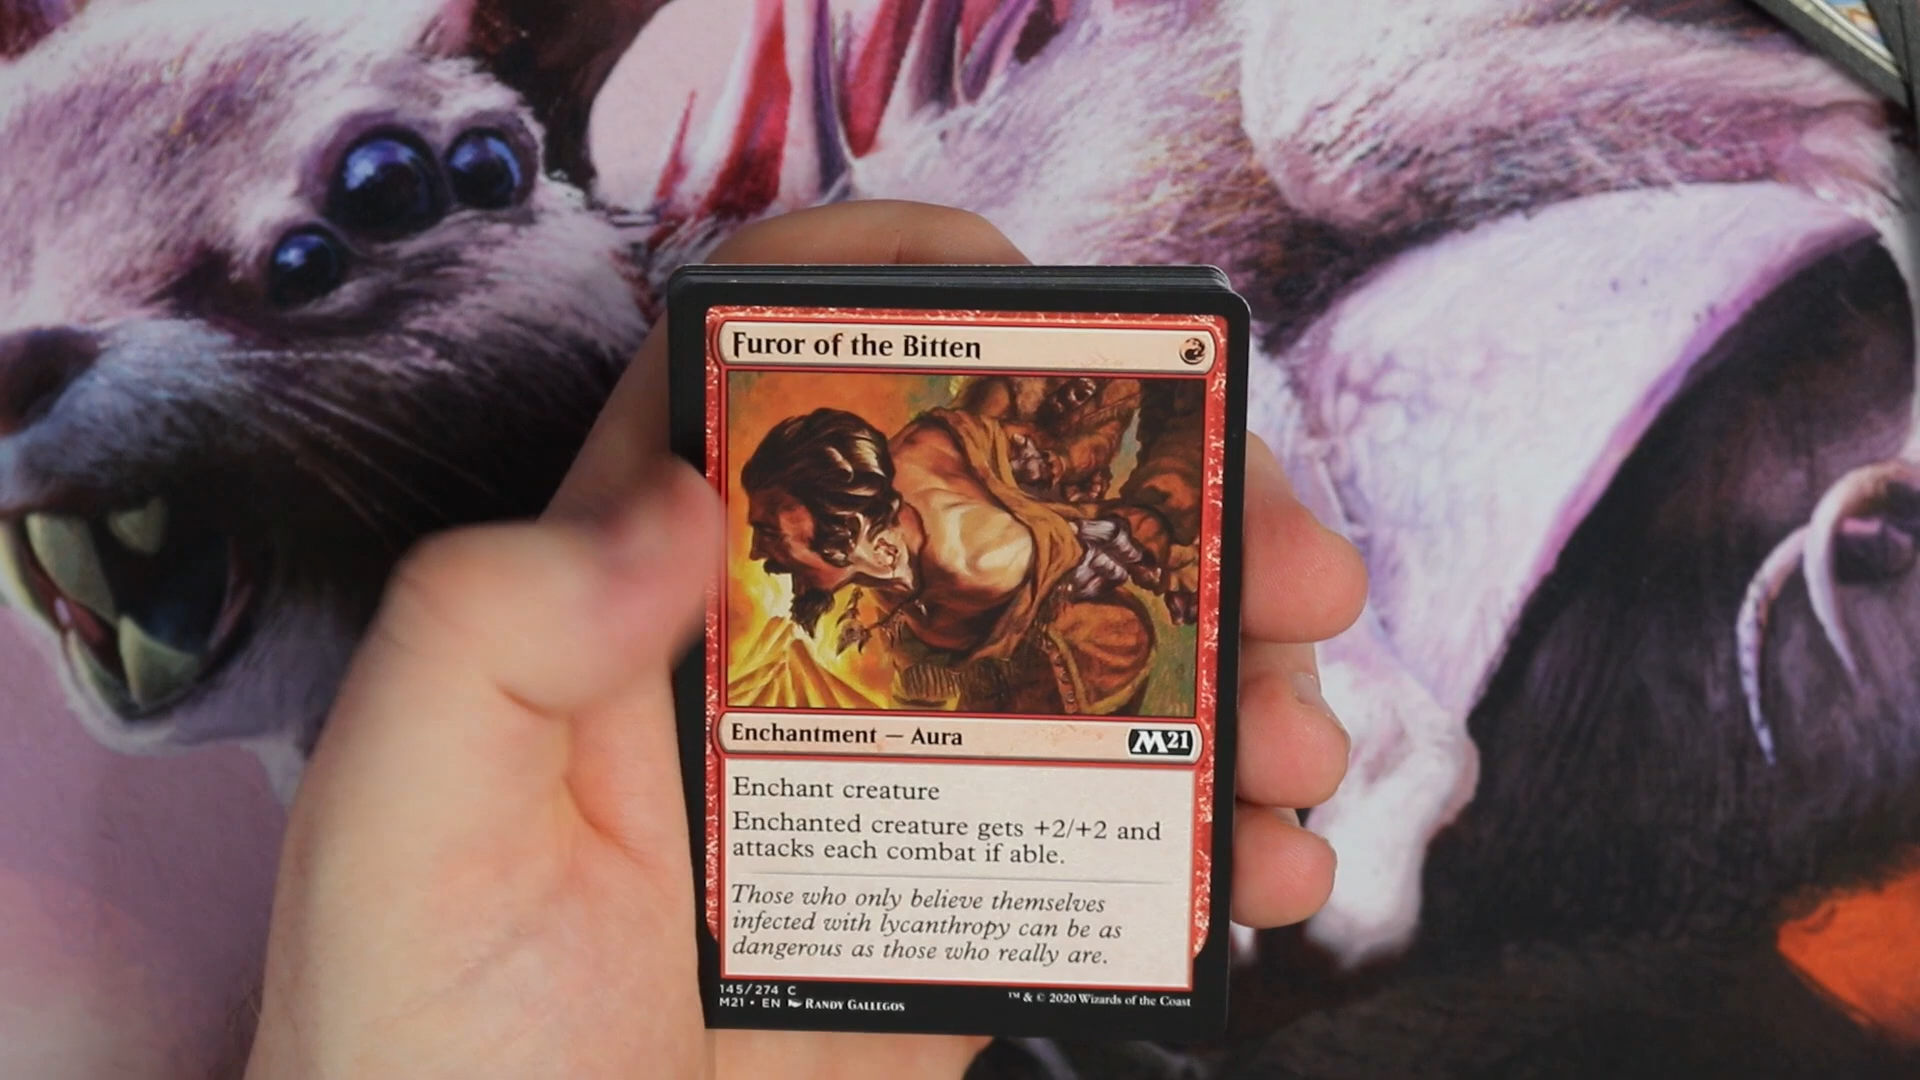 Furor of the Bitten
Enchantment — Aura
M21
Enchant creature
Enchanted creature gets +2/+2 and
attacks each combat if able.
Those who only believe themselves
infected with lycanthropy can be as
dangerous as those who really are.
145/274 C
M21 • EN Randy Gallegos
™ & © 2020 Wizards of the Coast